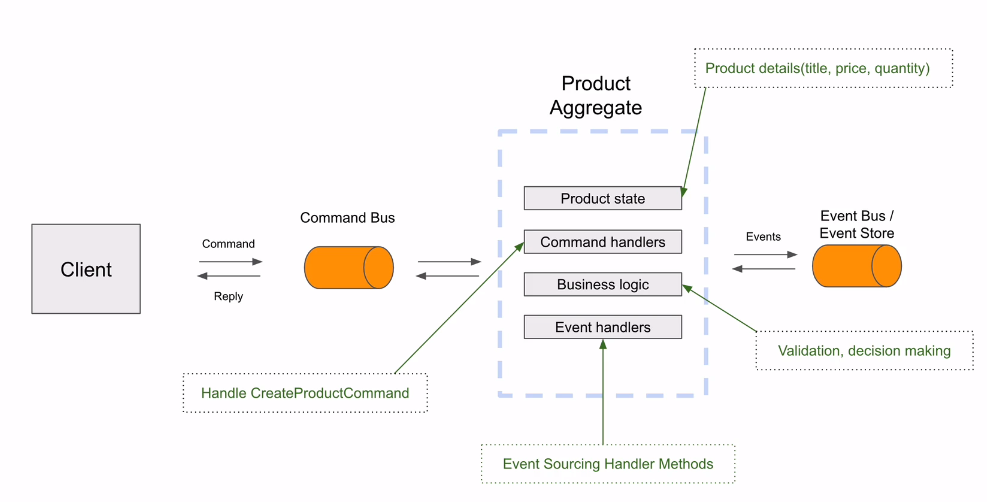 Product details(title, price, quantity)
Product
Aggregate
Product state
Command Bus
Event Bus /
Event Store
Command
Command handlers
Events
Client
Business logic
Reply
Event handlers
Validation, decision making
Handle CreateProductCommand
Event Sourcing Handler Methods